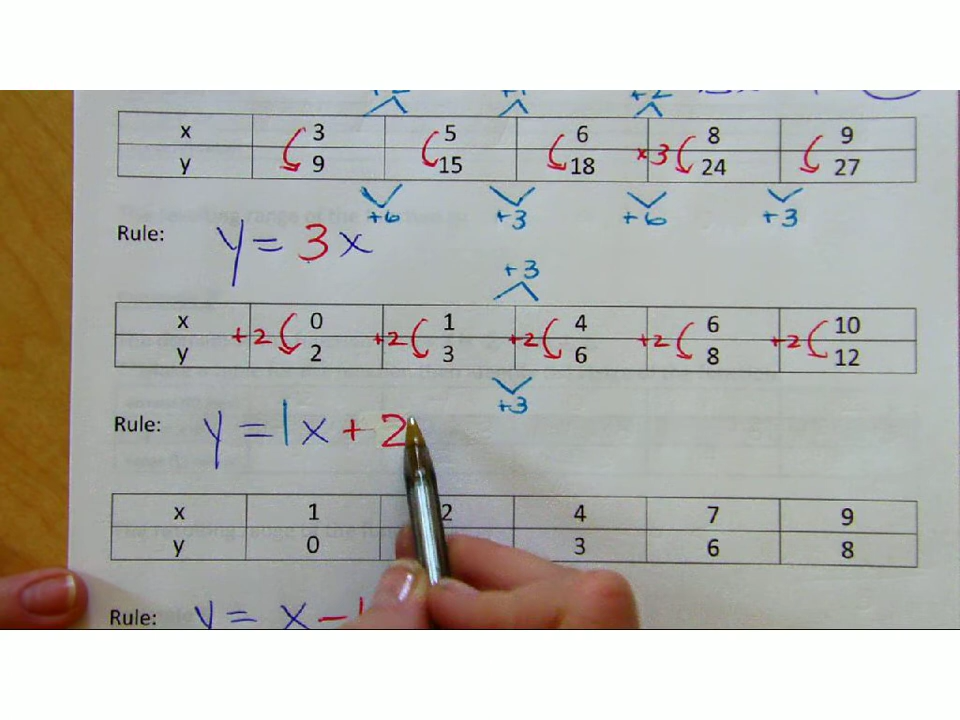 x 3 5 6 8 9
y 9 15 18 ×3 24 27
+6 +3 +6 +3
Rule: y = 3x
+3
x 0 1 4 6 10
+2 +2 +2 +2 +2
y 2 3 6 8 12
+3
Rule: y = 1x + 2
x 1 2 4 7 9
y 0 3 6 8
Rule: y = x - 1